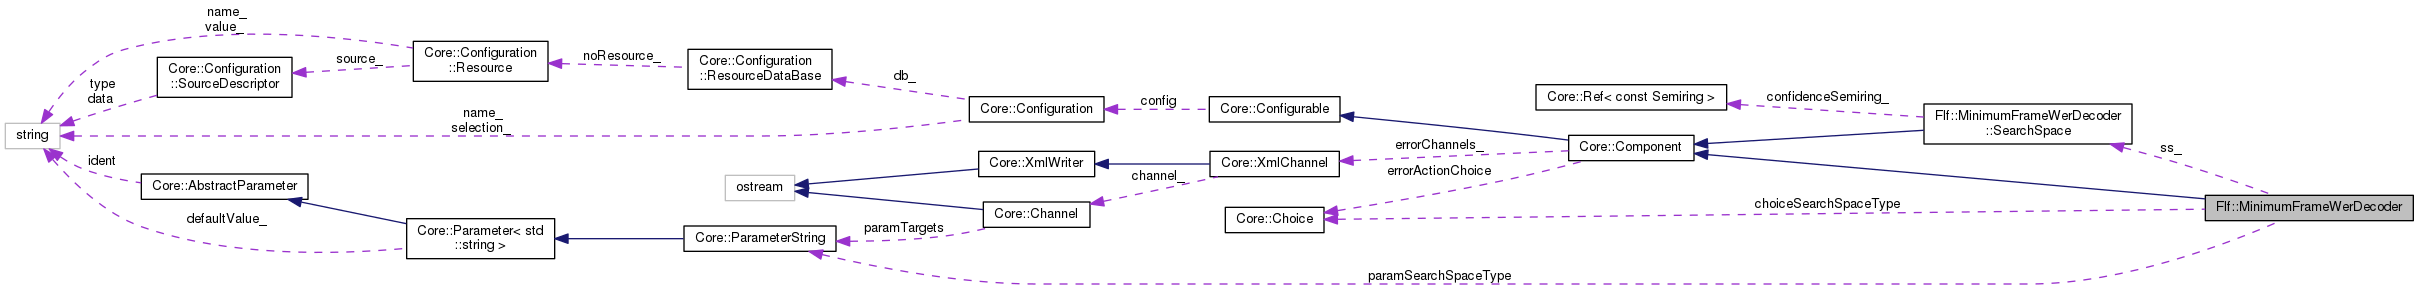 name_
value_
Core::Configuration
::Resource
source_
Core::Configuration
::SourceDescriptor
type
data
noResource_
Core::Configuration
::ResourceDataBase
db_
Core::Configuration
config
Core::Configurable
Core::Ref< const Semiring >
confidenceSemiring_
Flf::MinimumFrameWerDecoder
::SearchSpace
string
name_
selection_
Core::Component
ss_
ident
Core::AbstractParameter
ostream
Core::XmlWriter
Core::XmlChannel
errorChannels_
errorActionChoice
channel_
defaultValue_
Core::Parameter< std
::string >
Core::ParameterString
paramTargets
Core::Channel
Core::Choice
choiceSearchSpaceType
Flf::MinimumFrameWerDecoder
paramSearchSpaceType